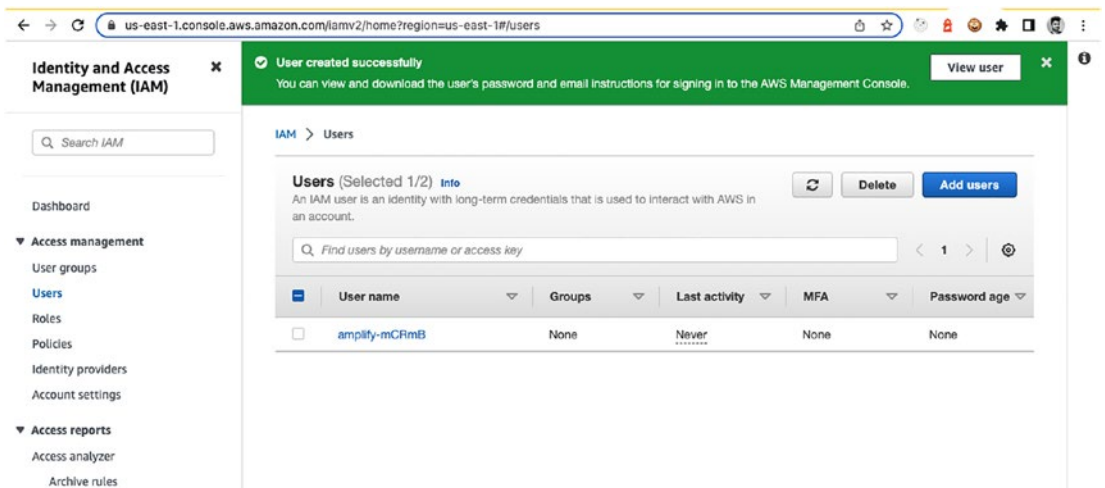 us-east-1.console.aws.amazon.com/iamv2/home?region=us-east-1#/users
Identity and Access
Management (IAM)
Search IAM
Dashboard
Access management
User groups
Users
Roles
Policies
Identity providers
Account settings
Access reports
Access analyzer
Archive rules
User created successfully
You can view and download the user's password and email instructions for signing in to the AWS Management Console.
View user
IAM > Users
Users (Selected 1/2) Info
An IAM user is an identity with long-term credentials that is used to interact with AWS in
an account.
Delete
Add users
Find users by username or access key
1
User name Groups Last activity MFA Password age
amplify-mCRmB None Never None None